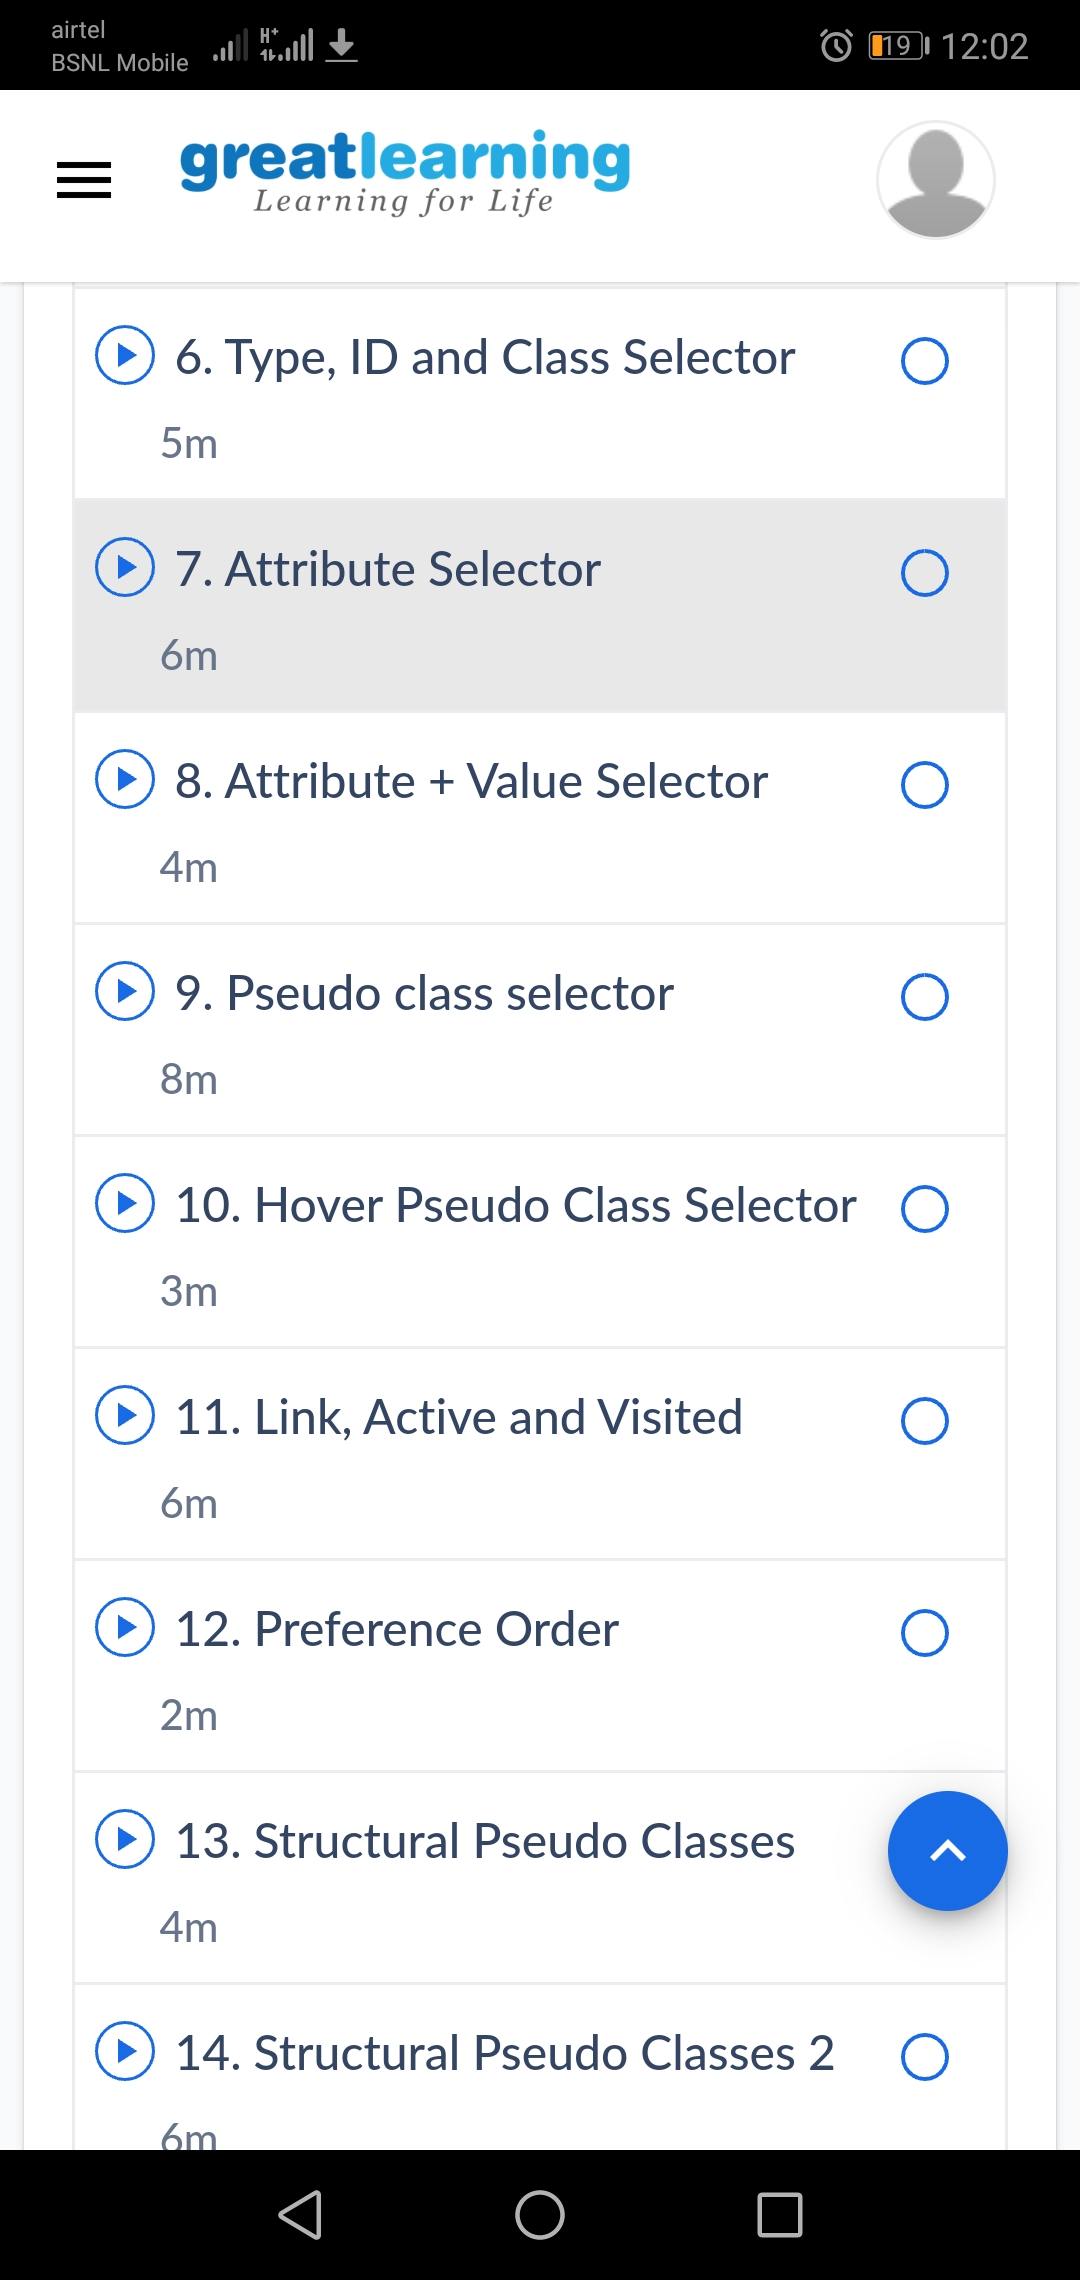 airtel
BSNL Mobile
H+
19
12:02
greatlearning
Learning for Life
6. Type, ID and Class Selector
5m
7. Attribute Selector
6m
8. Attribute + Value Selector
4m
9. Pseudo class selector
8m
10. Hover Pseudo Class Selector
3m
11. Link, Active and Visited
6m
12. Preference Order
2m
13. Structural Pseudo Classes
4m
14. Structural Pseudo Classes 2
6m